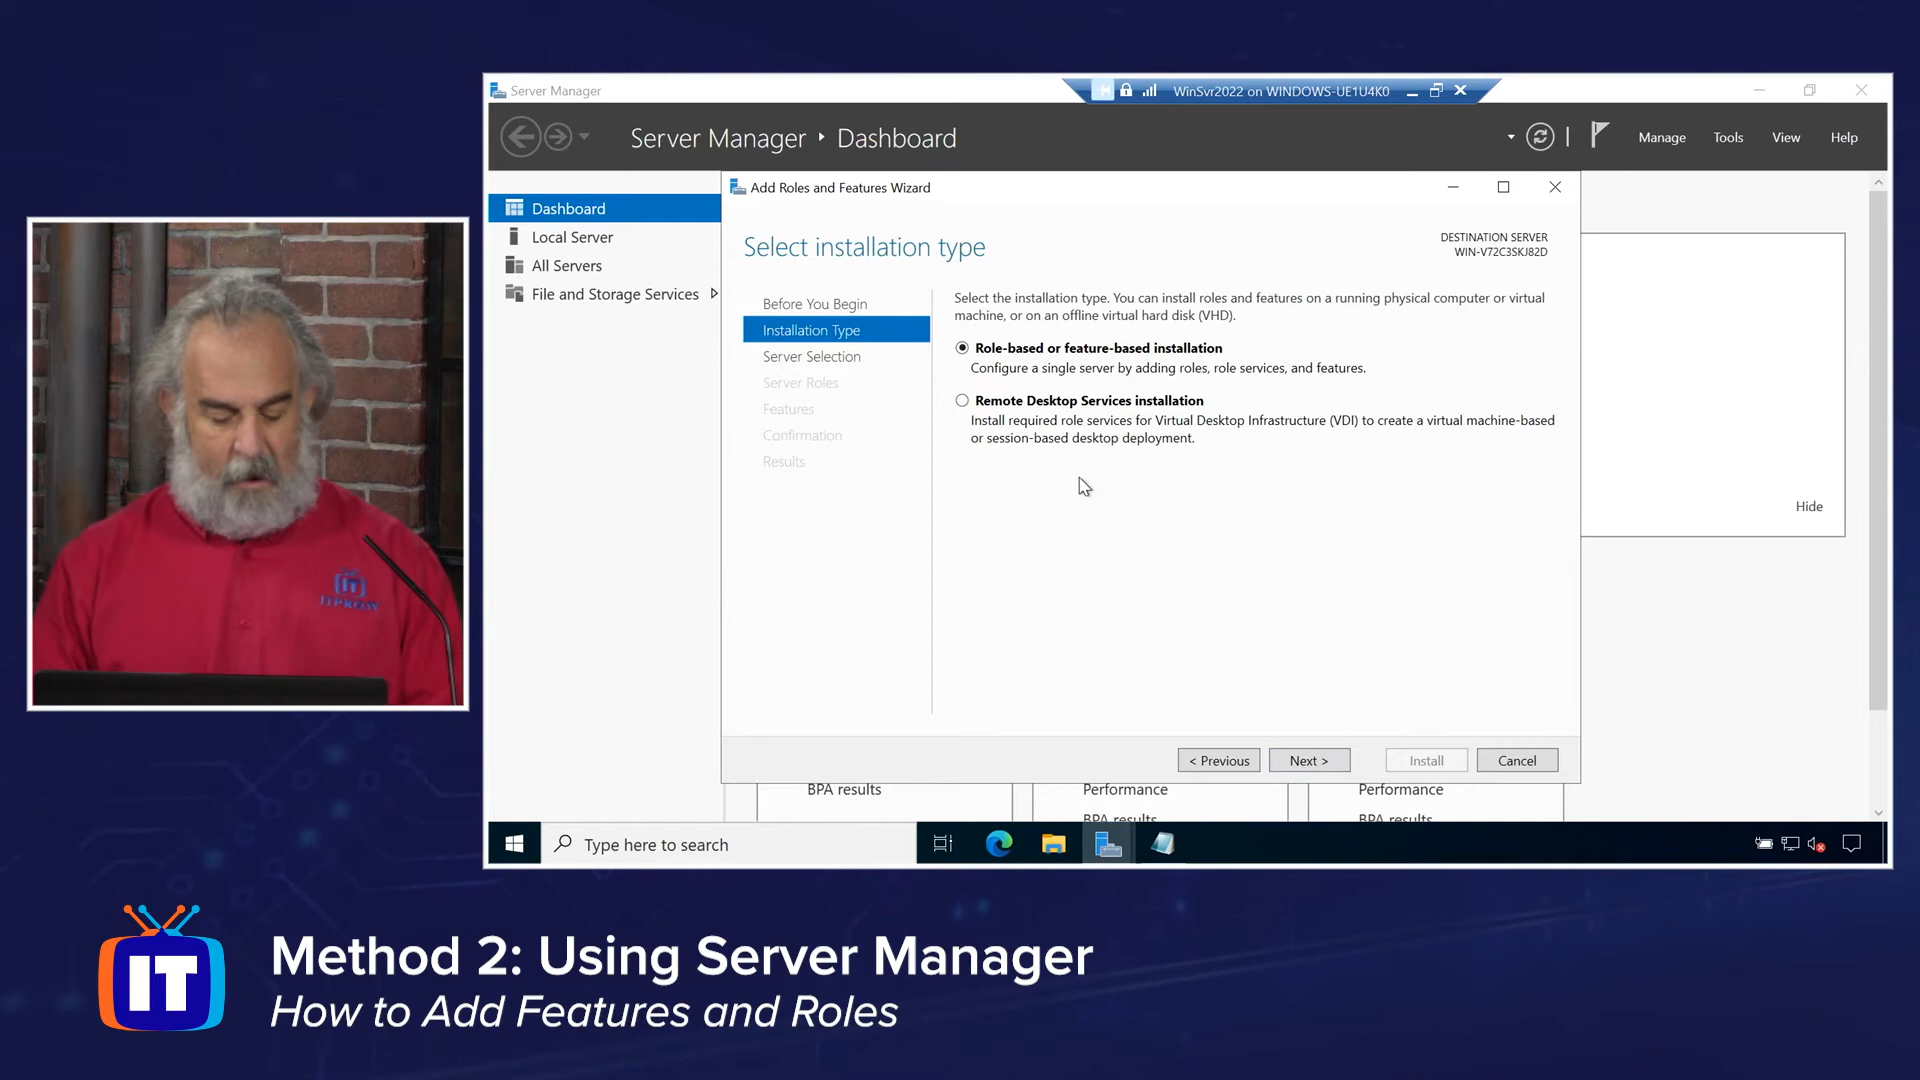 Server Manager
WinSvr2022 on WINDOWS-UE1U4K0
Server Manager ‣ Dashboard
Manage Tools View Help
Dashboard
Local Server
All Servers
File and Storage Services
Add Roles and Features Wizard
Select installation type
DESTINATION SERVER
WIN-V72C3SKJ82D
Before You Begin
Installation Type
Server Selection
Server Roles
Features
Confirmation
Results
Select the installation type. You can install roles and features on a running physical computer or virtual
machine, or on an offline virtual hard disk (VHD).
Role-based or feature-based installation
Configure a single server by adding roles, role services, and features.
Remote Desktop Services installation
Install required role services for Virtual Desktop Infrastructure (VDI) to create a virtual machine-based
or session-based desktop deployment.
Hide
< Previous Next > Install Cancel
BPA results
Performance
Performance
BPA results
BPA results
Type here to search
IT
ITPROTV
IT
Method 2: Using Server Manager
How to Add Features and Roles